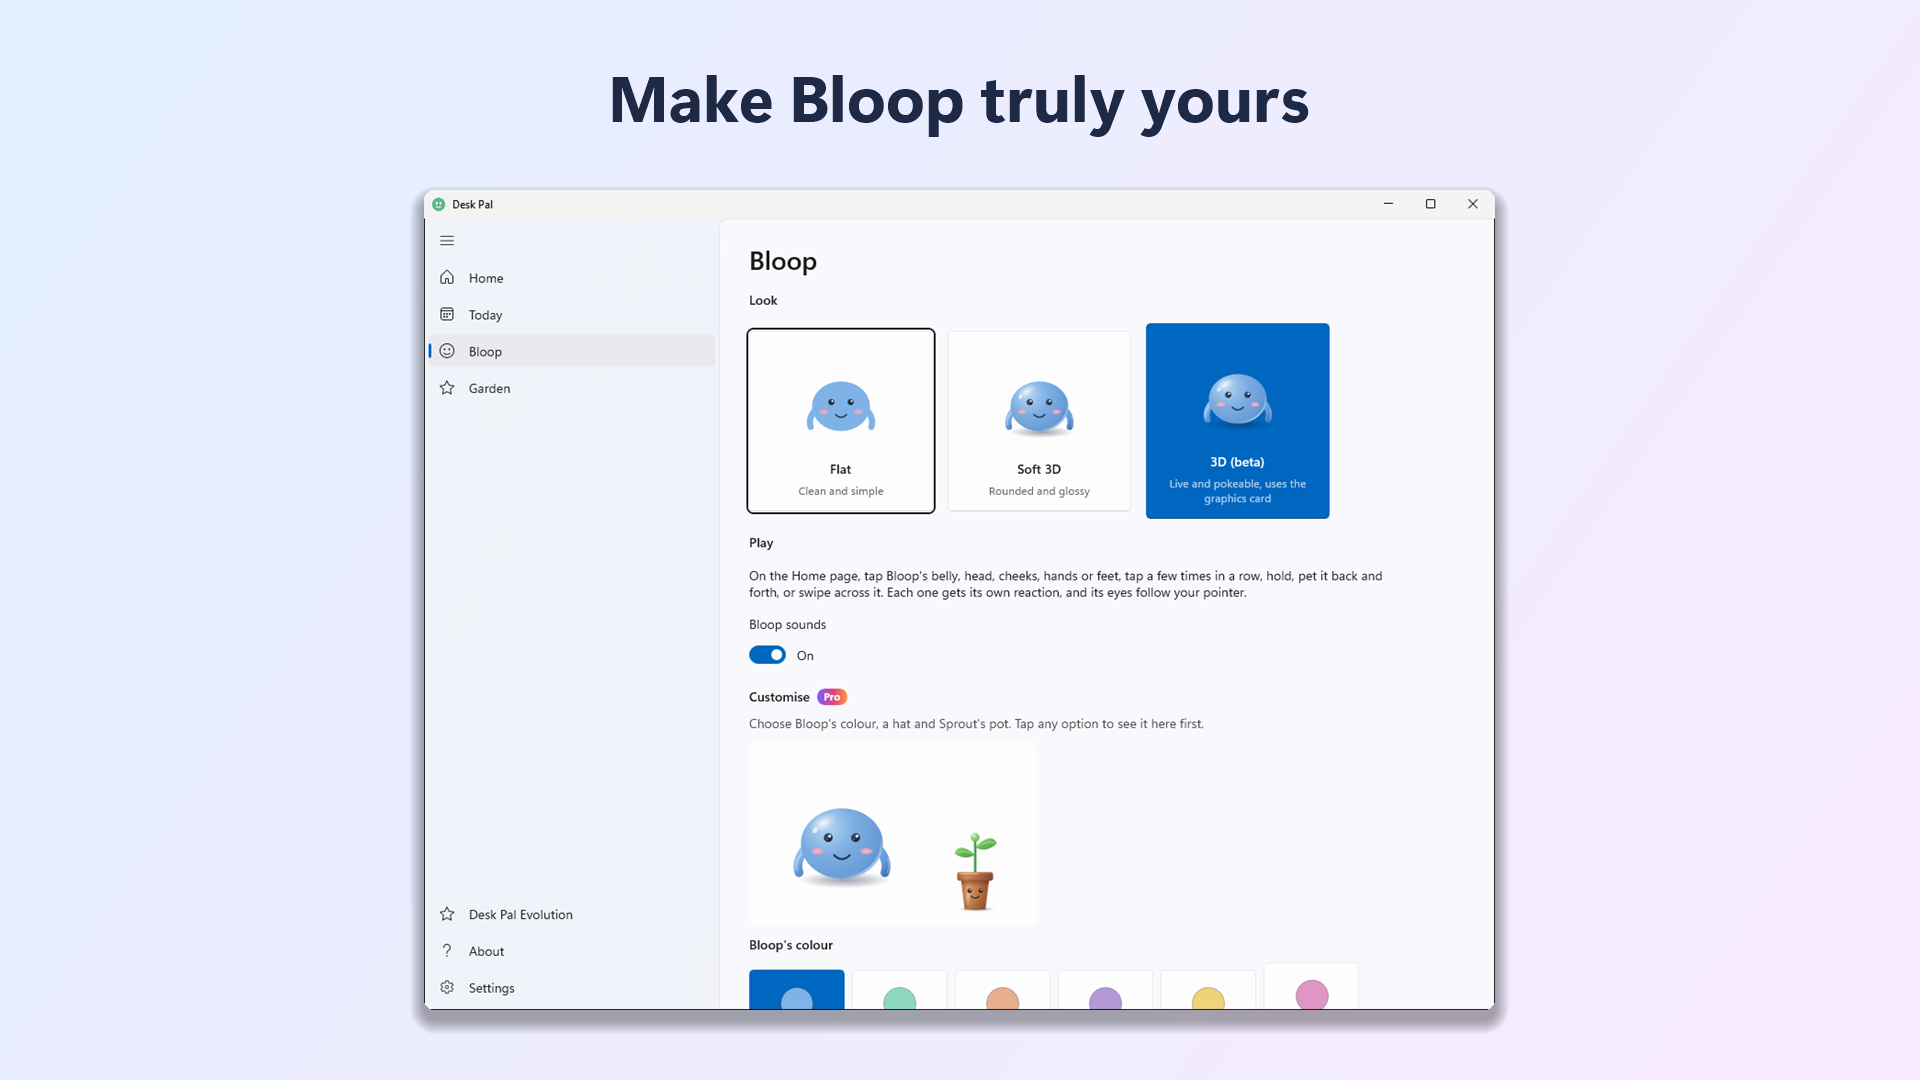 Make Bloop truly yours
Desk Pal
Home
Today
Bloop
Garden
Desk Pal Evolution
About
Settings
Bloop
Look
Flat
Clean and simple
Soft 3D
Rounded and glossy
3D (beta)
Live and pokeable, uses the
graphics card
Play
On the Home page, tap Bloop's belly, head, cheeks, hands or feet, tap a few times in a row, hold, pet it back and
forth, or swipe across it. Each one gets its own reaction, and its eyes follow your pointer.
Bloop sounds
On
Customise Pro
Choose Bloop's colour, a hat and Sprout's pot. Tap any option to see it here first.
Bloop's colour